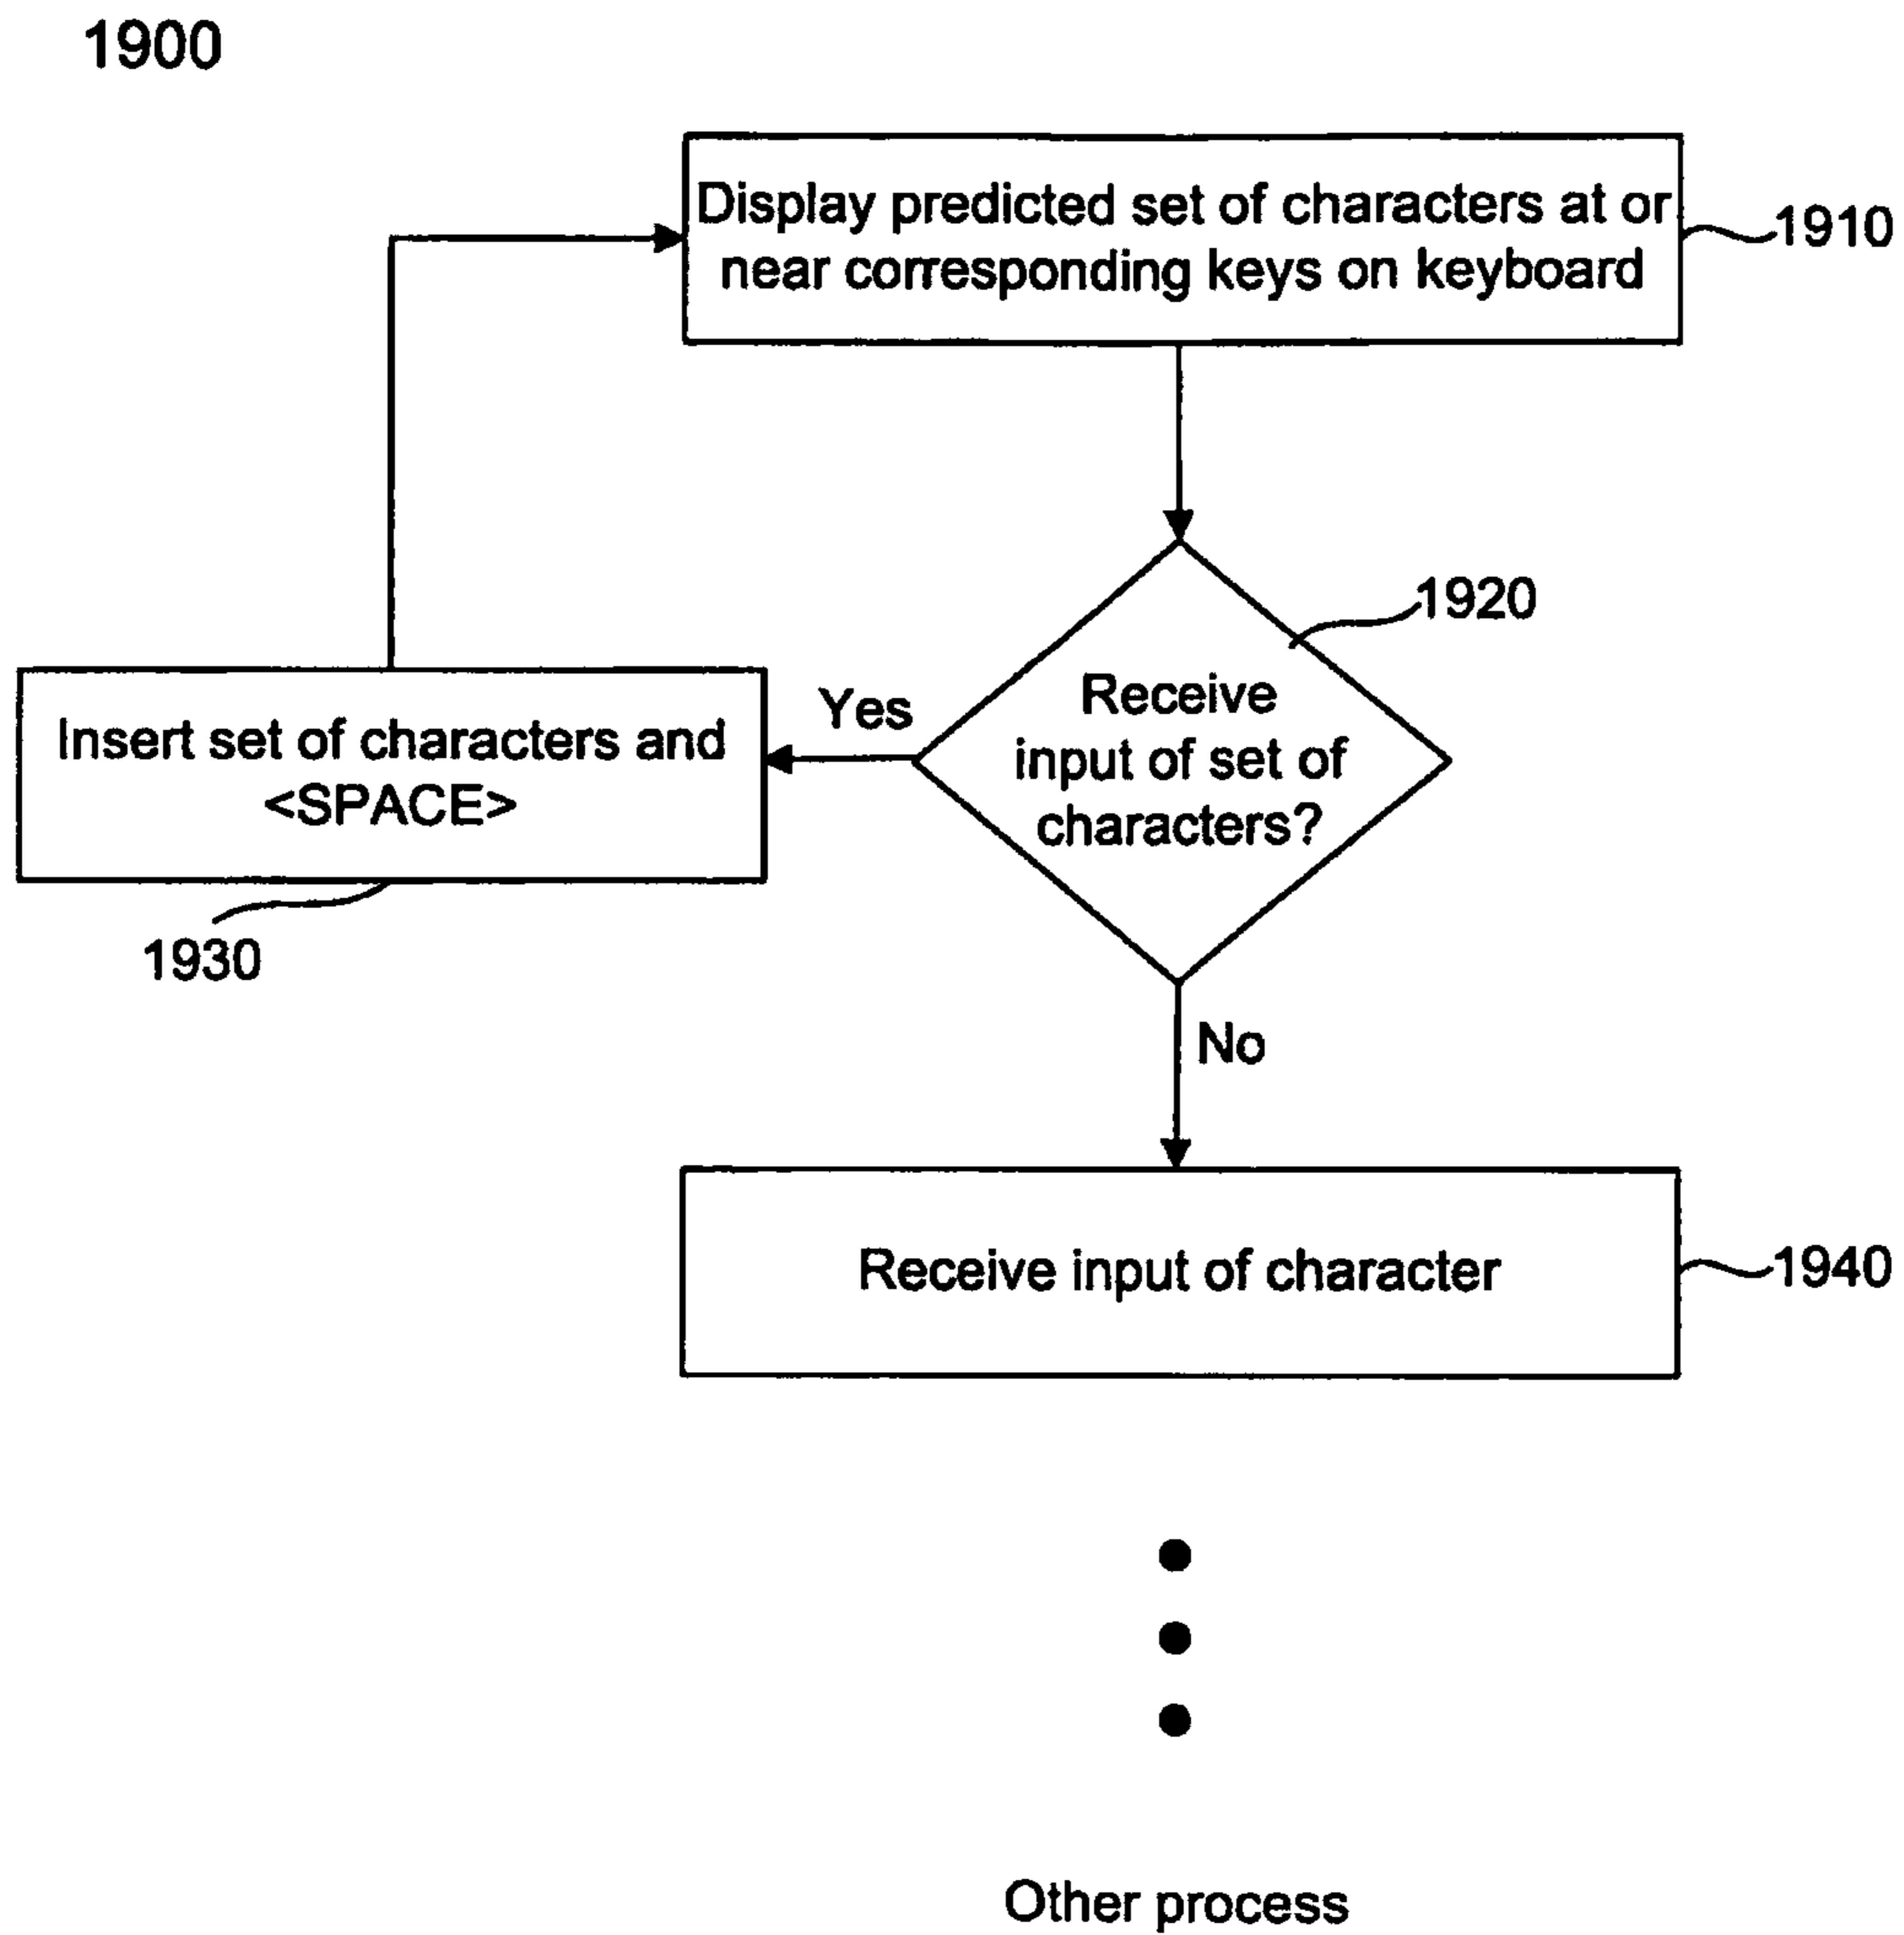 1900
Display predicted set of characters at or
near corresponding keys on keyboard
1910
1920
Receive
input of set of
characters?
Yes
Insert set of characters and
<SPACE>
1930
No
Receive input of character
1940
Other process